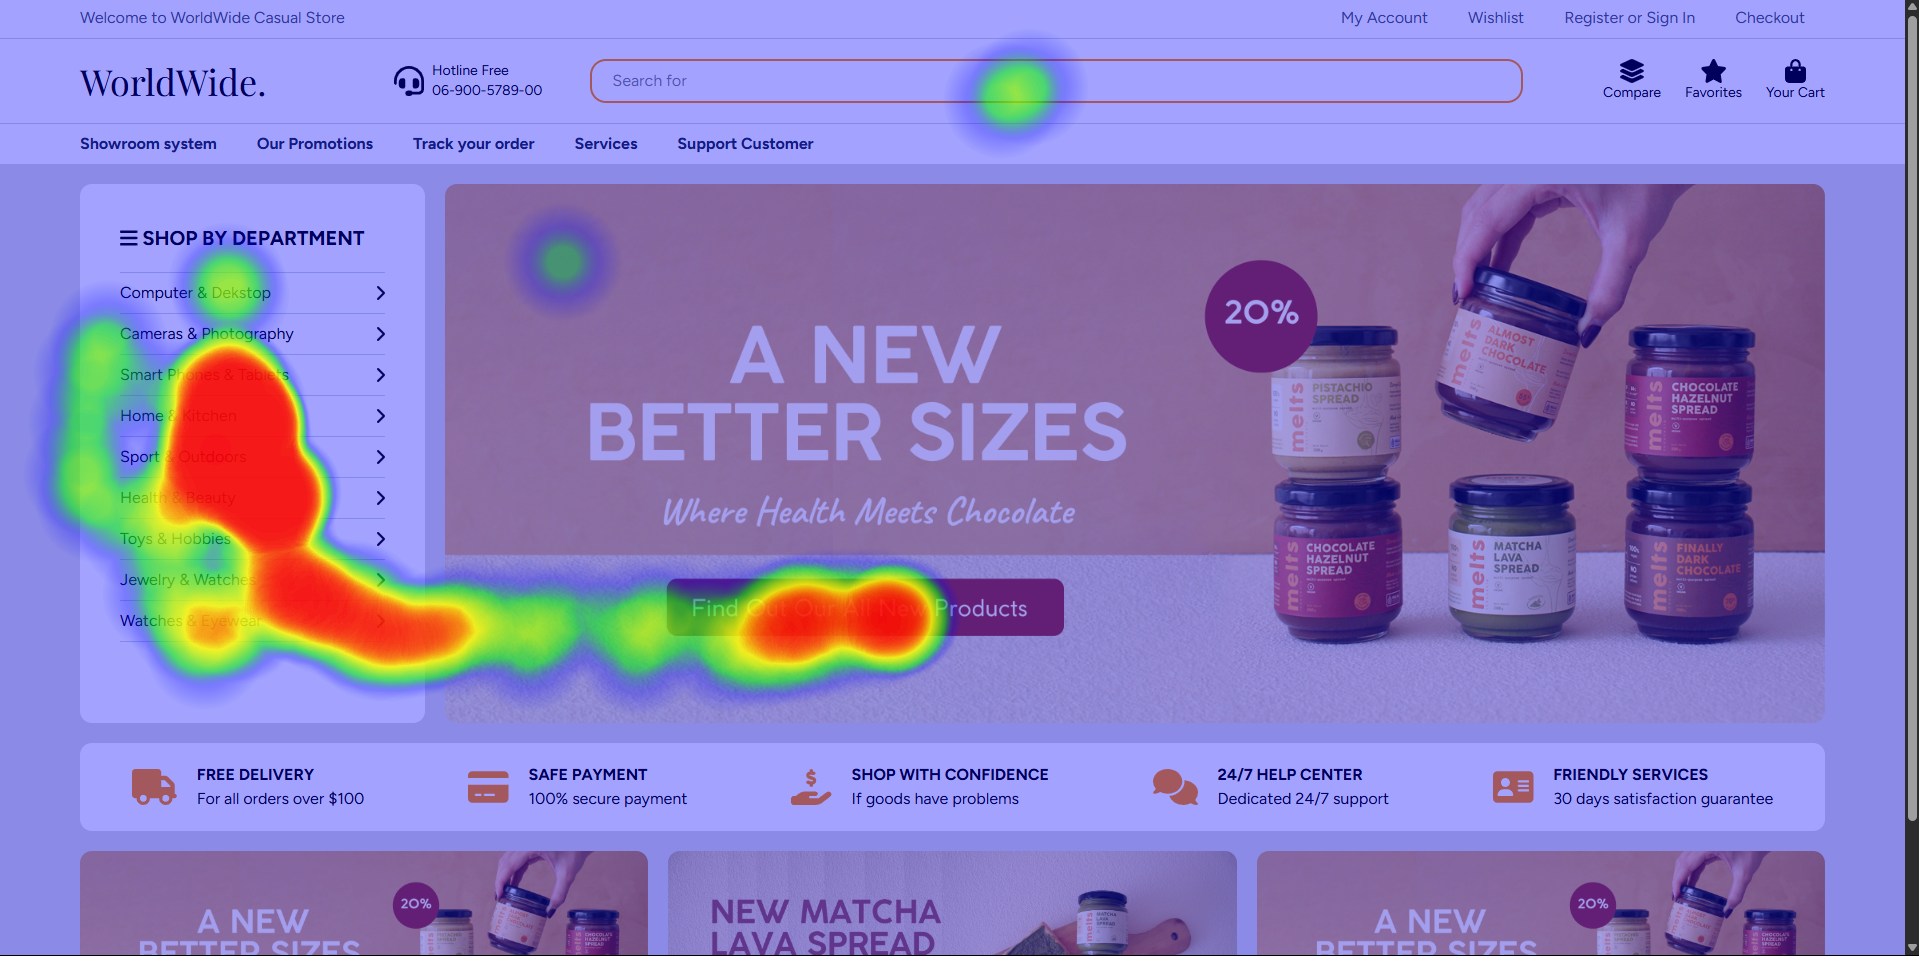 Welcome to WorldWide Casual Store
My Account
Wishlist
Register or Sign In
Checkout
WorldWide.
Hotline Free
06-900-5789-00
Search for
Compare
Favorites
Your Cart
Showroom system
Our Promotions
Track your order
Services
Support Customer
SHOP BY DEPARTMENT
Computer & Dekstop
Cameras & Photography
Smart Phones & Tablets
Home & Kitchen
Sport & Outdoors
Health & Beauty
Toys & Hobbies
Jewelry & Watches
Watches & Eyewear
A NEW
BETTER SIZES
Where Health Meets Chocolate
Find Out Our All New Products
20%
melts
PISTACHIO
SPREAD
melts
ALMOST
DARK
CHOCOLATE
melts
CHOCOLATE
HAZELNUT
SPREAD
melts
CHOCOLATE
HAZELNUT
SPREAD
melts
MATCHA
LAVA
SPREAD
melts
FINALLY
DARK
CHOCOLATE
FREE DELIVERY
For all orders over $100
SAFE PAYMENT
100% secure payment
SHOP WITH CONFIDENCE
If goods have problems
24/7 HELP CENTER
Dedicated 24/7 support
FRIENDLY SERVICES
30 days satisfaction guarantee
A NEW
BETTER SIZES
20%
NEW MATCHA
LAVA SPREAD
A NEW
BETTER SIZES
20%